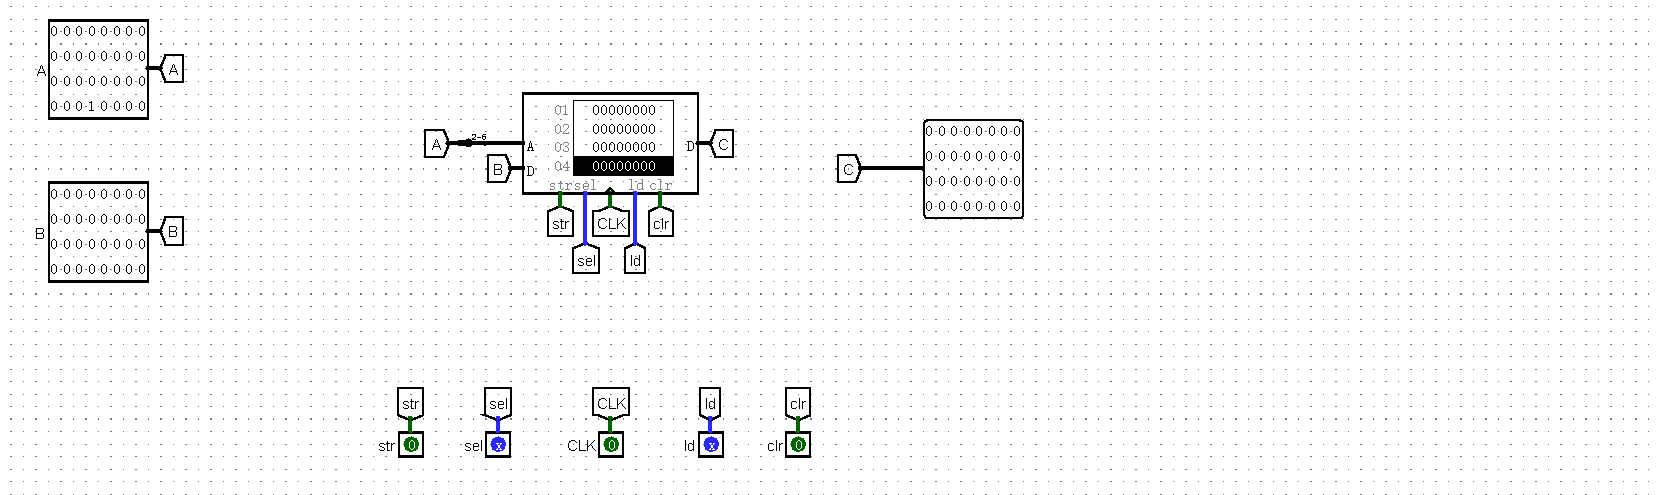 0 0 0 0 0 0 0 0
0 0 0 0 0 0 0 0
A
0 0 0 0 0 0 0 0
0 0 0 1 0 0 0 0
A
01 00000000
02 00000000
03 00000000
04 00000000
A
2-6
A
B
D
D
C
str sel ld clr
str
CLK
clr
sel
ld
C
0 0 0 0 0 0 0 0
0 0 0 0 0 0 0 0
0 0 0 0 0 0 0 0
0 0 0 0 0 0 0 0
0 0 0 0 0 0 0 0
0 0 0 0 0 0 0 0
B
0 0 0 0 0 0 0 0
0 0 0 0 0 0 0 0
B
str
sel
CLK
ld
clr
str 0
sel x
CLK 0
ld x
clr 0